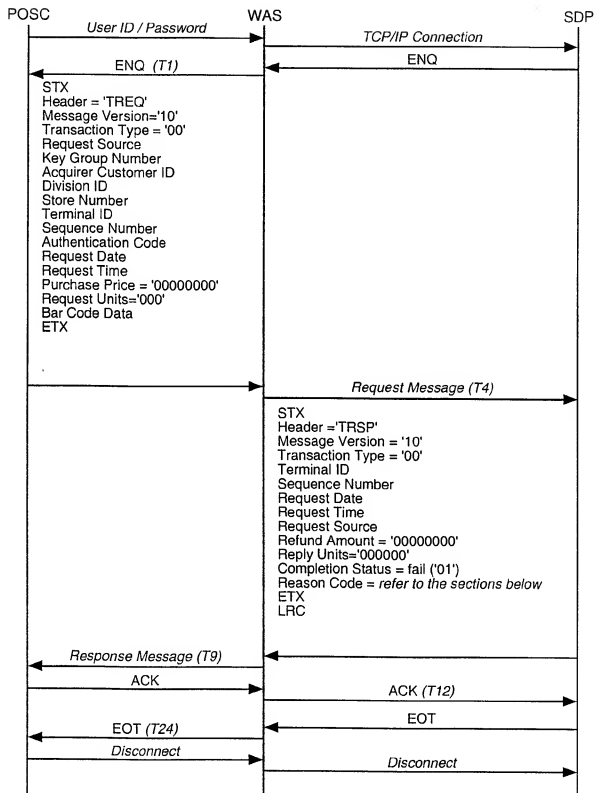 POSC
WAS
SDP
User ID / Password
TCP/IP Connection
ENQ (T1)
ENQ
STX
Header = 'TREQ'
Message Version='10'
Transaction Type = '00'
Request Source
Key Group Number
Acquirer Customer ID
Division ID
Store Number
Terminal ID
Sequence Number
Authentication Code
Request Date
Request Time
Purchase Price = '00000000'
Request Units='000'
Bar Code Data
ETX
Request Message (T4)
STX
Header ='TRSP'
Message Version = '10'
Transaction Type = '00'
Terminal ID
Sequence Number
Request Date
Request Time
Request Source
Refund Amount = '00000000'
Reply Units='000000'
Completion Status = fail ('01')
Reason Code = refer to the sections below
ETX
LRC
Response Message (T9)
ACK
ACK (T12)
EOT
EOT (T24)
Disconnect
Disconnect